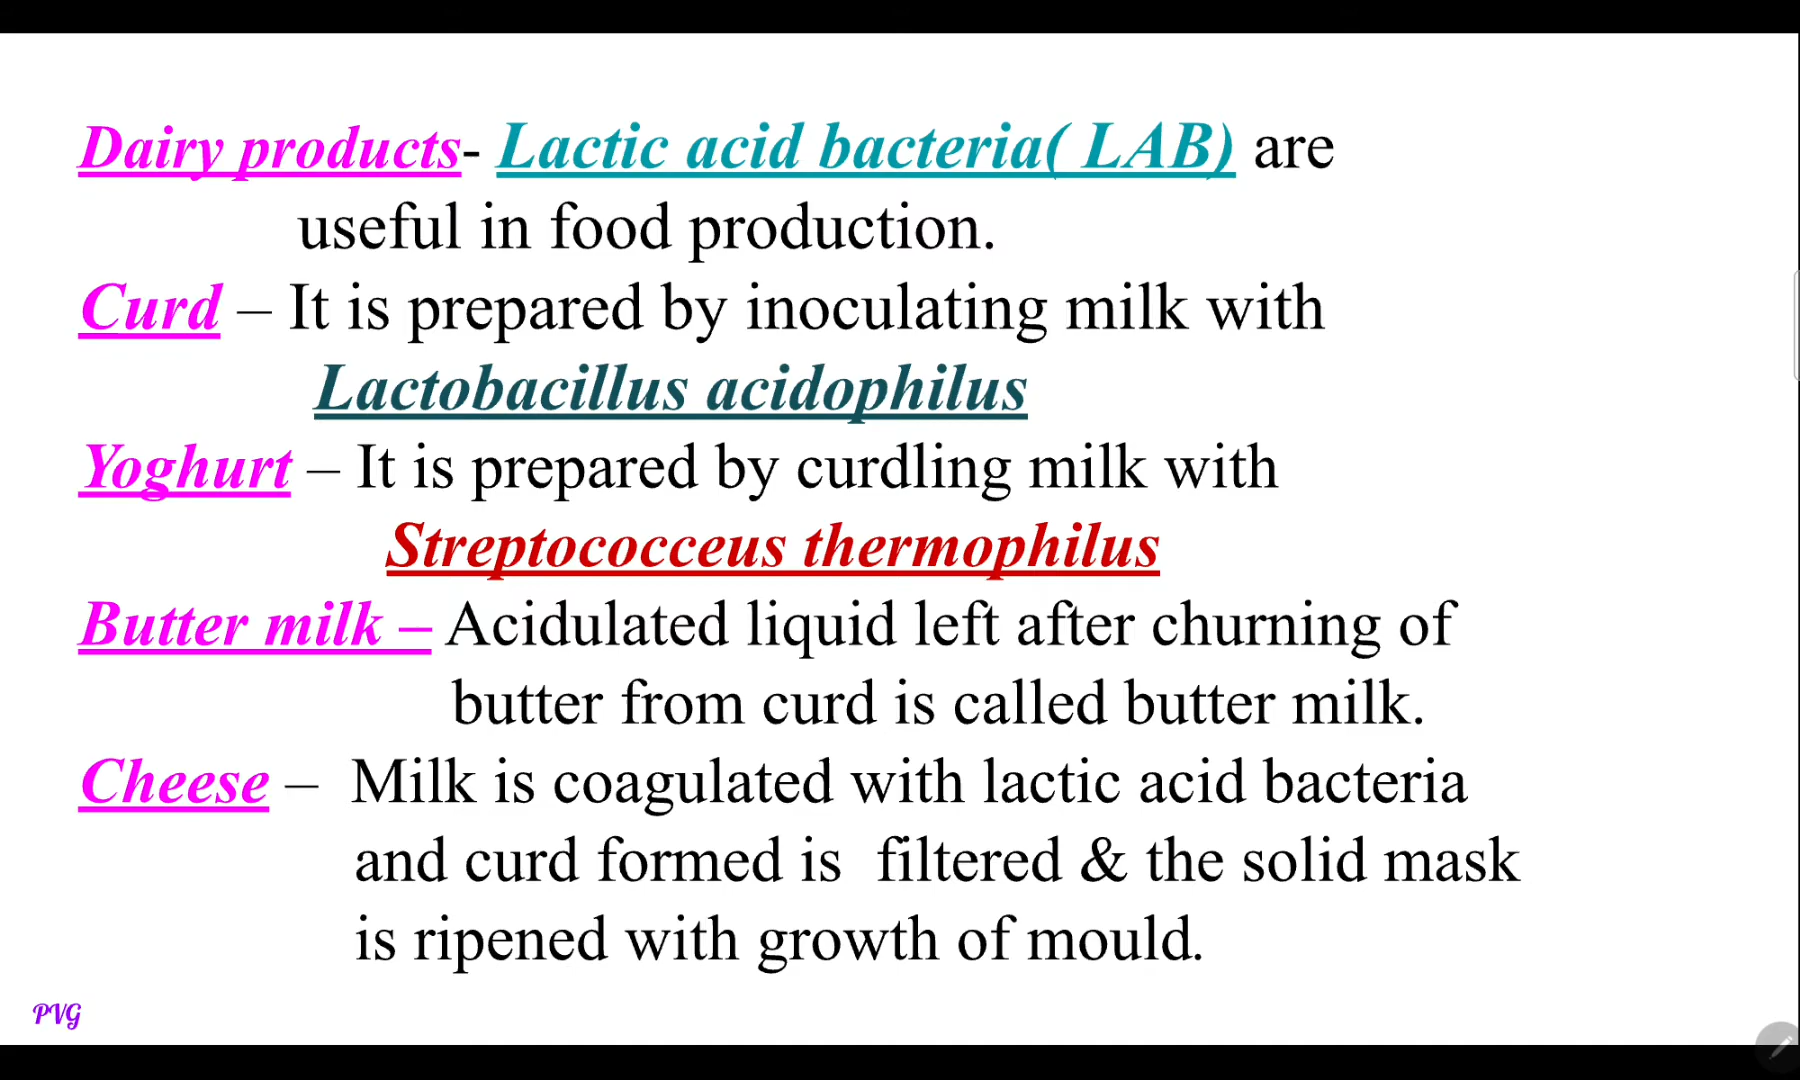 Dairy products- Lactic acid bacteria( LAB) are
useful in food production.
Curd – It is prepared by inoculating milk with
Lactobacillus acidophilus
Yoghurt – It is prepared by curdling milk with
Streptococceus thermophilus
Butter milk – Acidulated liquid left after churning of
butter from curd is called butter milk.
Cheese – Milk is coagulated with lactic acid bacteria
and curd formed is filtered & the solid mask
is ripened with growth of mould.
PVG